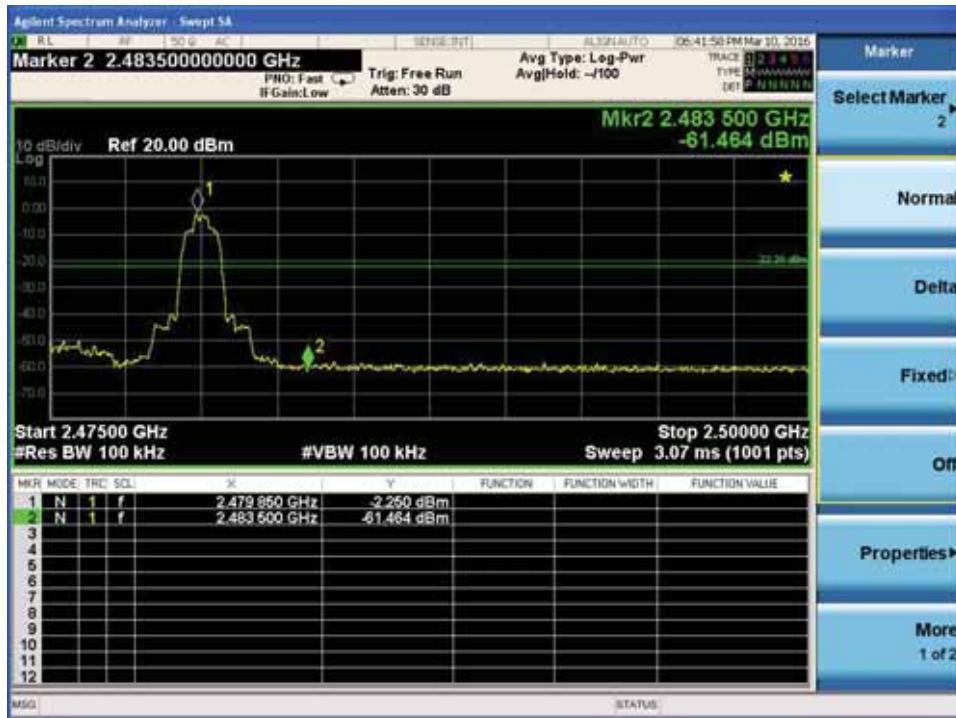 Agilent Spectrum Analyzer - Swept SA
RL RF 50 Ω AC SENSE:INT ALIGNAUTO 06:41:58 PM Mar 10, 2016
Marker 2 2.483500000000 GHz
PNO: Fast
IFGain:Low
Trig: Free Run
Atten: 30 dB
Avg Type: Log-Pwr
Avg|Hold: --/100
TRACE 1 2 3 4 5 6
TYPE M
DET P N N N N N
Mkr2 2.483 500 GHz
-61.464 dBm
10 dB/div Ref 20.00 dBm
Log
10.0
0.00
-10.0
-20.0
-30.0
-40.0
-50.0
-60.0
-70.0
1
2
Start 2.47500 GHz
Stop 2.50000 GHz
#Res BW 100 kHz
#VBW 100 kHz
Sweep 3.07 ms (1001 pts)
MKR MODE TRC SCL X Y FUNCTION FUNCTION WIDTH FUNCTION VALUE
1 N 1 f 2.479 850 GHz -2.250 dBm
2 N 1 f 2.483 500 GHz -61.464 dBm
3
4
5
6
7
8
9
10
11
12
MSG STATUS
Marker
Select Marker
2
Normal
Delta
Fixed
Off
Properties
More
1 of 2